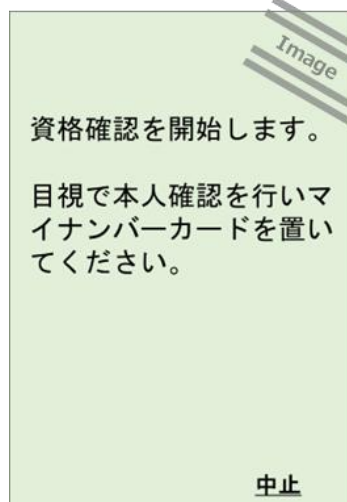 Image
資格確認を開始します。
目視で本人確認を行いマ
イナンバーカードを置い
てください。
中止